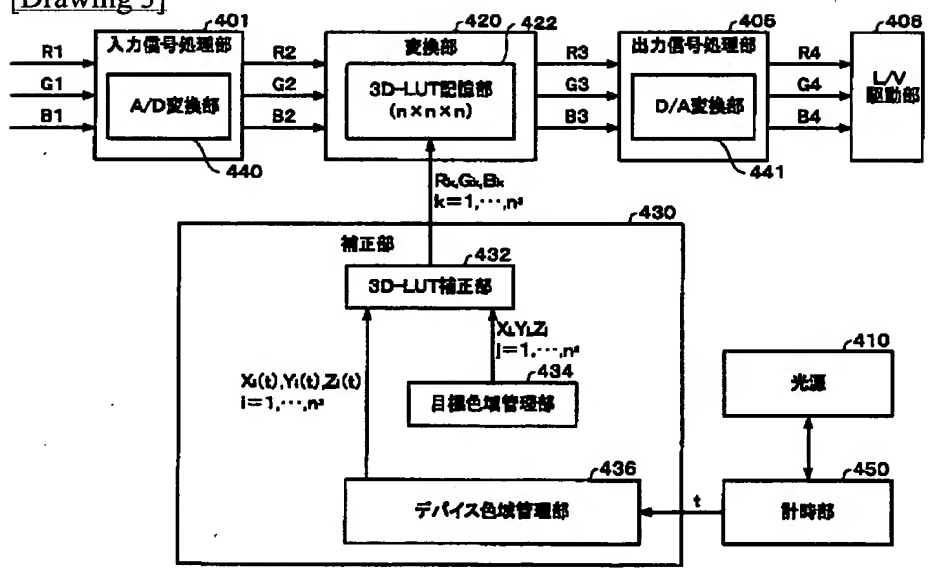 [Drawing 3]
401
入力信号処理部
R1
G1
B1
A/D変換部
440
R2
G2
B2
420
変換部
422
3D-LUT記憶部
(n×n×n)
R3
G3
B3
405
出力信号処理部
D/A変換部
441
R4
G4
B4
408
L/V
駆動部
Rk,Gk,Bk
k=1,⋯,n³
430
補正部
432
3D-LUT補正部
Xi(t),Yi(t),Zi(t)
i=1,⋯,n³
Xj,Yj,Zj
j=1,⋯,n³
434
目標色域管理部
436
デバイス色域管理部
t
410
光源
450
計時部